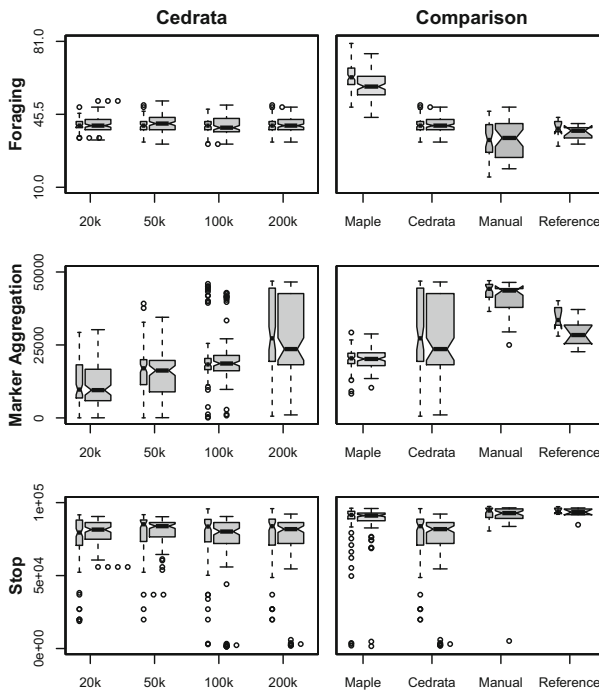 Cedrata
Comparison
Foraging
81.0
45.5
10.0
20k
50k
100k
200k
Maple
Cedrata
Manual
Reference
Marker Aggregation
50000
25000
0
20k
50k
100k
200k
Maple
Cedrata
Manual
Reference
Stop
1e+05
5e+04
0e+00
20k
50k
100k
200k
Maple
Cedrata
Manual
Reference